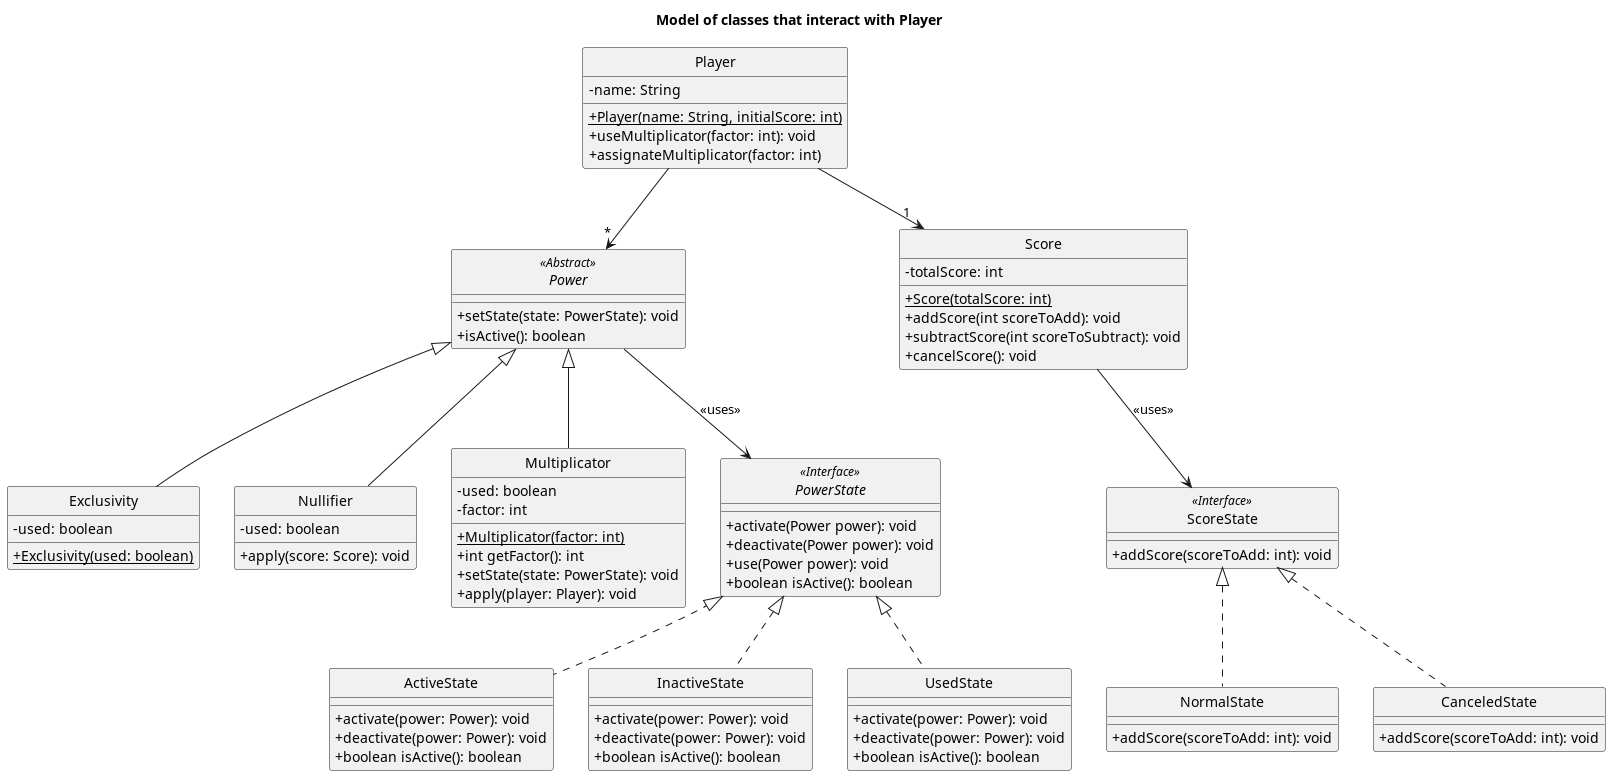 Model of classes that interact with Player
Player
-name: String
+Player(name: String, initialScore: int)
+useMultiplicator(factor: int): void
+assignateMultiplicator(factor: int)
*
1
«Abstract»
Power
+setState(state: PowerState): void
+isActive(): boolean
Score
-totalScore: int
+Score(totalScore: int)
+addScore(int scoreToAdd): void
+subtractScore(int scoreToSubtract): void
+cancelScore(): void
«uses»
«uses»
Exclusivity
-used: boolean
+Exclusivity(used: boolean)
Nullifier
-used: boolean
+apply(score: Score): void
Multiplicator
-used: boolean
-factor: int
+Multiplicator(factor: int)
+int getFactor(): int
+setState(state: PowerState): void
+apply(player: Player): void
«Interface»
PowerState
+activate(Power power): void
+deactivate(Power power): void
+use(Power power): void
+boolean isActive(): boolean
«Interface»
ScoreState
+addScore(scoreToAdd: int): void
ActiveState
+activate(power: Power): void
+deactivate(power: Power): void
+boolean isActive(): boolean
InactiveState
+activate(power: Power): void
+deactivate(power: Power): void
+boolean isActive(): boolean
UsedState
+activate(power: Power): void
+deactivate(power: Power): void
+boolean isActive(): boolean
NormalState
+addScore(scoreToAdd: int): void
CanceledState
+addScore(scoreToAdd: int): void